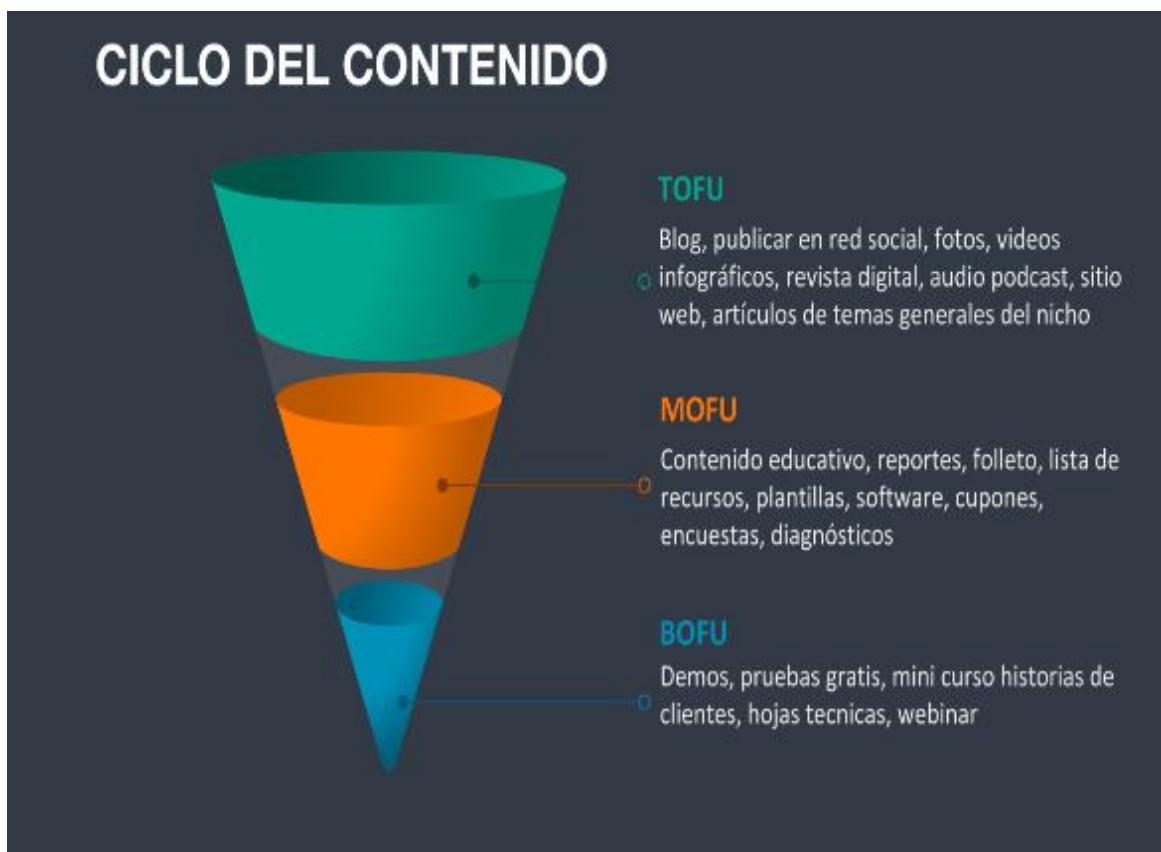 CICLO DEL CONTENIDO
TOFU
Blog, publicar en red social, fotos, videos
infográficos, revista digital, audio podcast, sitio
web, artículos de temas generales del nicho
MOFU
Contenido educativo, reportes, folleto, lista de
recursos, plantillas, software, cupones,
encuestas, diagnósticos
BOFU
Demos, pruebas gratis, mini curso historias de
clientes, hojas tecnicas, webinar